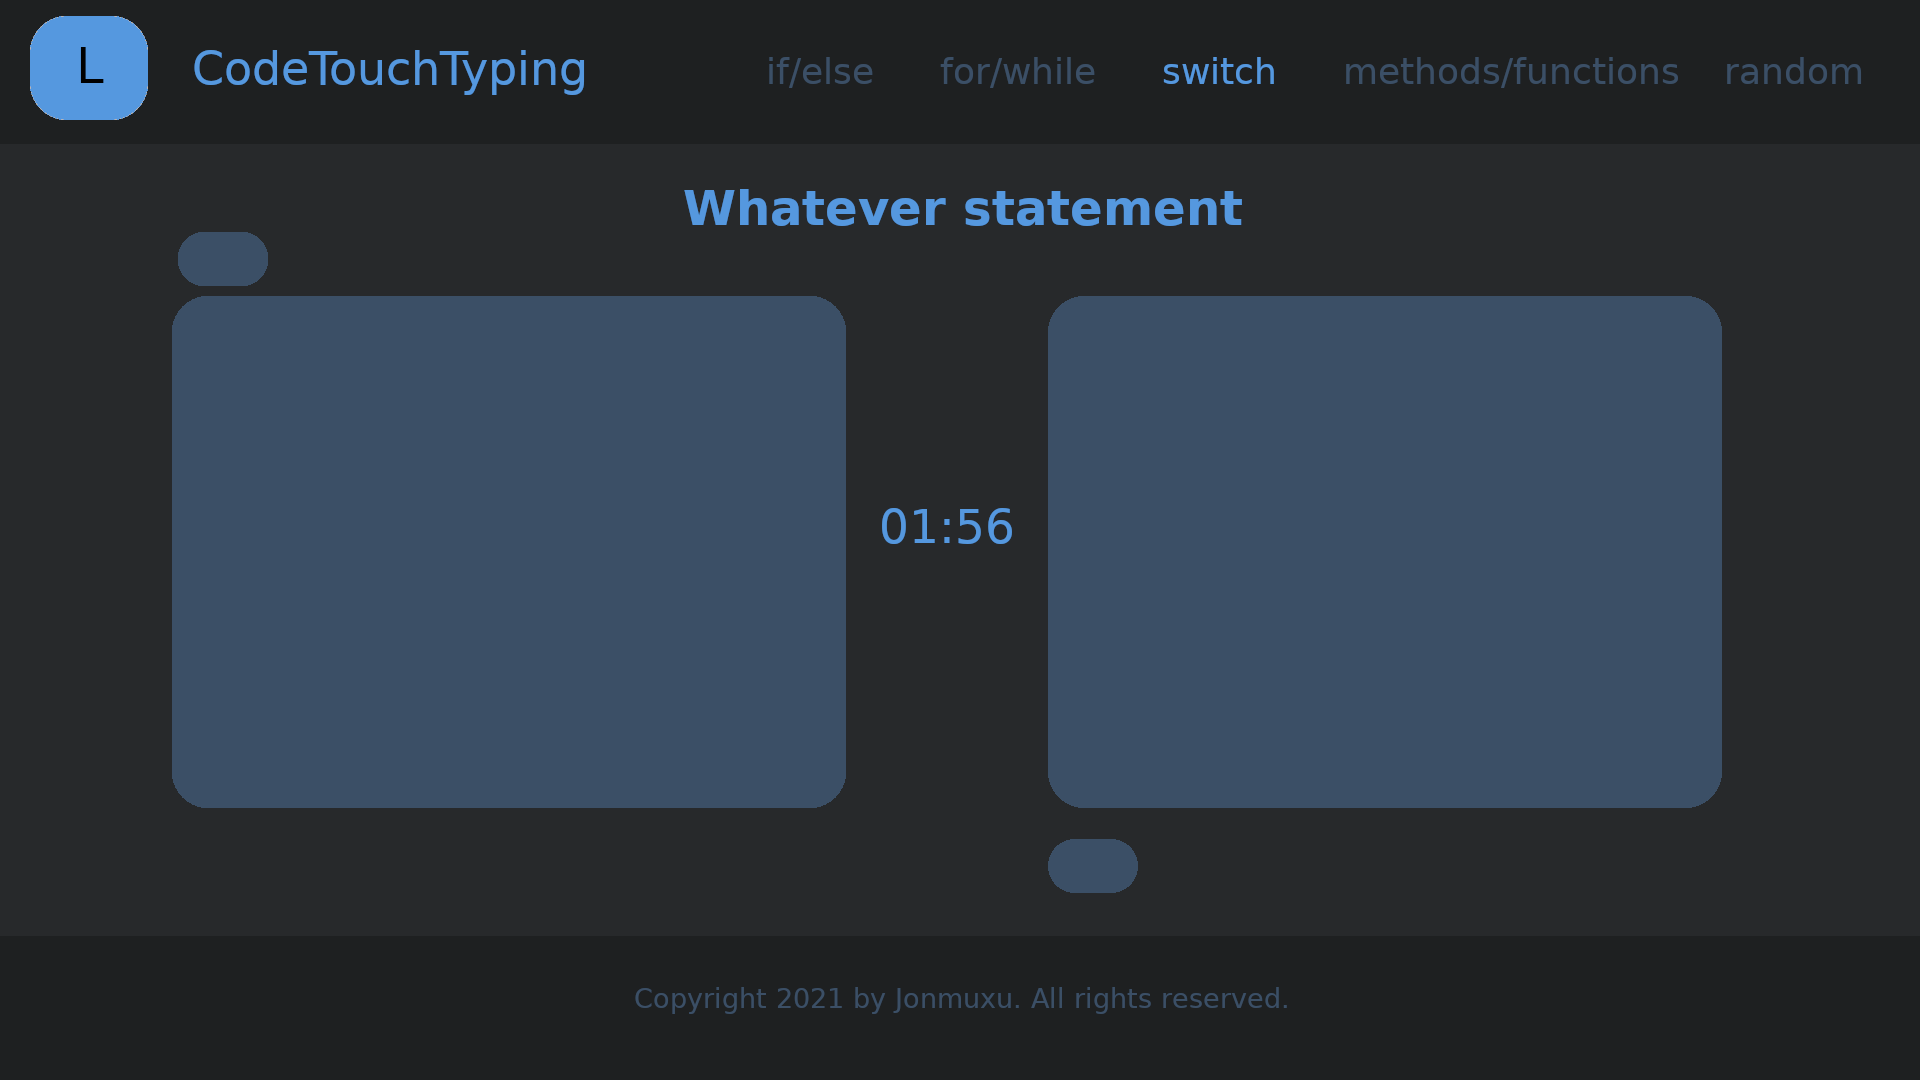 L CodeTouchTyping if/else for/while switch methods/functions random
Whatever statement
01:56
Copyright 2021 by Jonmuxu. All rights reserved.